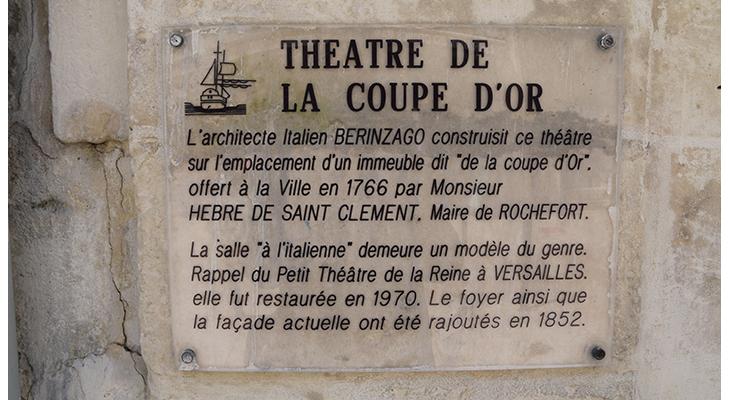 THEATRE DE
LA COUPE D'OR
L'architecte Italien BERINZAGO construisit ce théâtre
sur l'emplacement d'un immeuble dit "de la coupe d'Or".
offert à la Ville en 1766 par Monsieur
HEBRE DE SAINT CLEMENT. Maire de ROCHEFORT.
La salle "à l'italienne" demeure un modèle du genre.
Rappel du Petit Théâtre de la Reine à VERSAILLES.
elle fut restaurée en 1970. Le foyer ainsi que
la façade actuelle ont été rajoutés en 1852.